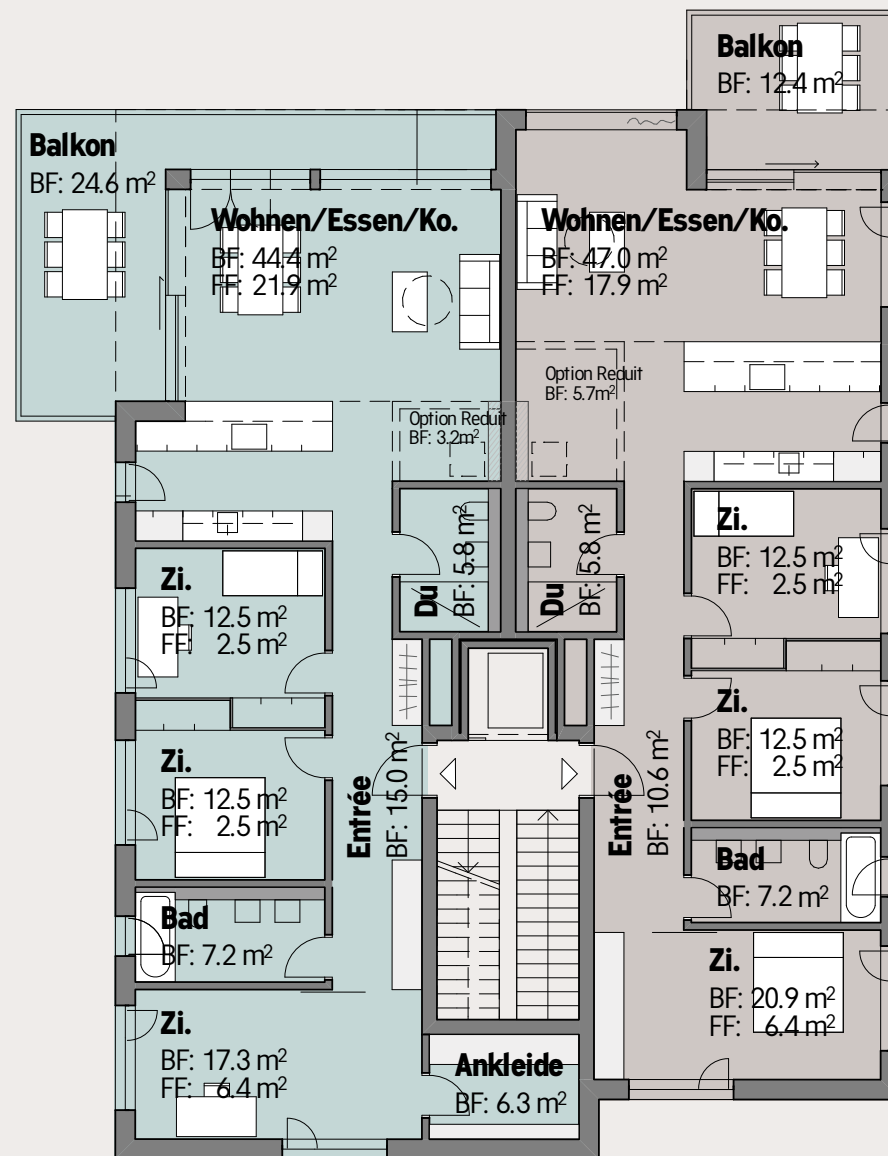 Balkon
BF: 12.4 m²
Balkon
BF: 24.6 m²
Wohnen/Essen/Ko.
BF: 44.4 m²
FF: 21.9 m²
Wohnen/Essen/Ko.
BF: 47.0 m²
FF: 17.9 m²
Option Reduit
BF: 5.7m²
Option Reduit
BF: 3.2m²
Du
BF: 5.8 m²
Du
BF: 5.8 m²
Zi.
BF: 12.5 m²
FF: 2.5 m²
Zi.
BF: 12.5 m²
FF: 2.5 m²
Zi.
BF: 12.5 m²
FF: 2.5 m²
Zi.
BF: 12.5 m²
FF: 2.5 m²
Entrée
BF: 15.0 m²
Entrée
BF: 10.6 m²
Bad
BF: 7.2 m²
Bad
BF: 7.2 m²
Zi.
BF: 20.9 m²
FF: 6.4 m²
Zi.
BF: 17.3 m²
FF: 6.4 m²
Ankleide
BF: 6.3 m²